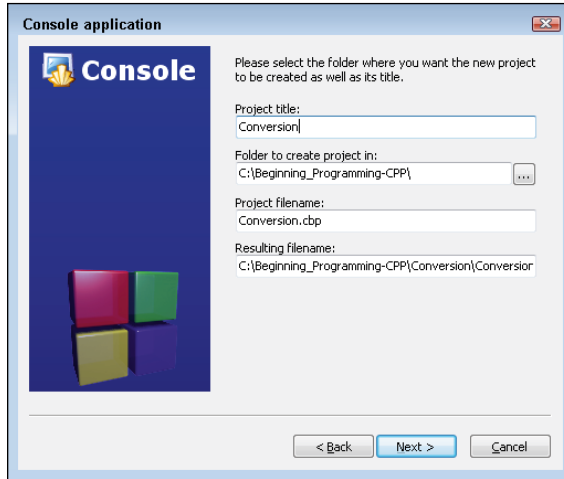 Console application
Console
Please select the folder where you want the new project
to be created as well as its title.
Project title:
Conversion
Folder to create project in:
C:\Beginning_Programming-CPP\
...
Project filename:
Conversion.cbp
Resulting filename:
C:\Beginning_Programming-CPP\Conversion\Conversion
< Back
Next >
Cancel